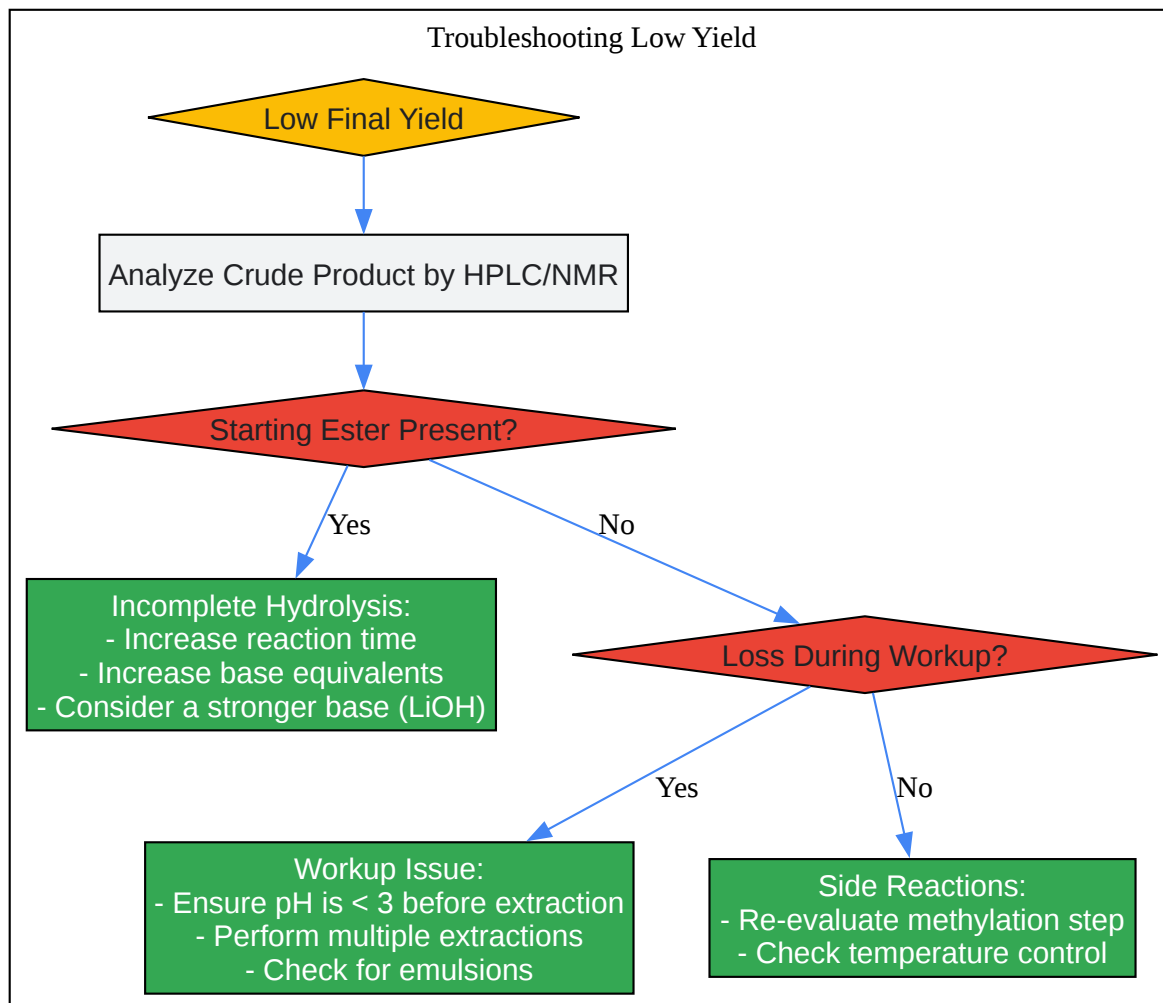 Troubleshooting Low Yield
Low Final Yield
Analyze Crude Product by HPLC/NMR
Starting Ester Present?
Yes
No
Incomplete Hydrolysis:
- Increase reaction time
- Increase base equivalents
- Consider a stronger base (LiOH)
Loss During Workup?
Yes
No
Workup Issue:
- Ensure pH is < 3 before extraction
- Perform multiple extractions
- Check for emulsions
Side Reactions:
- Re-evaluate methylation step
- Check temperature control